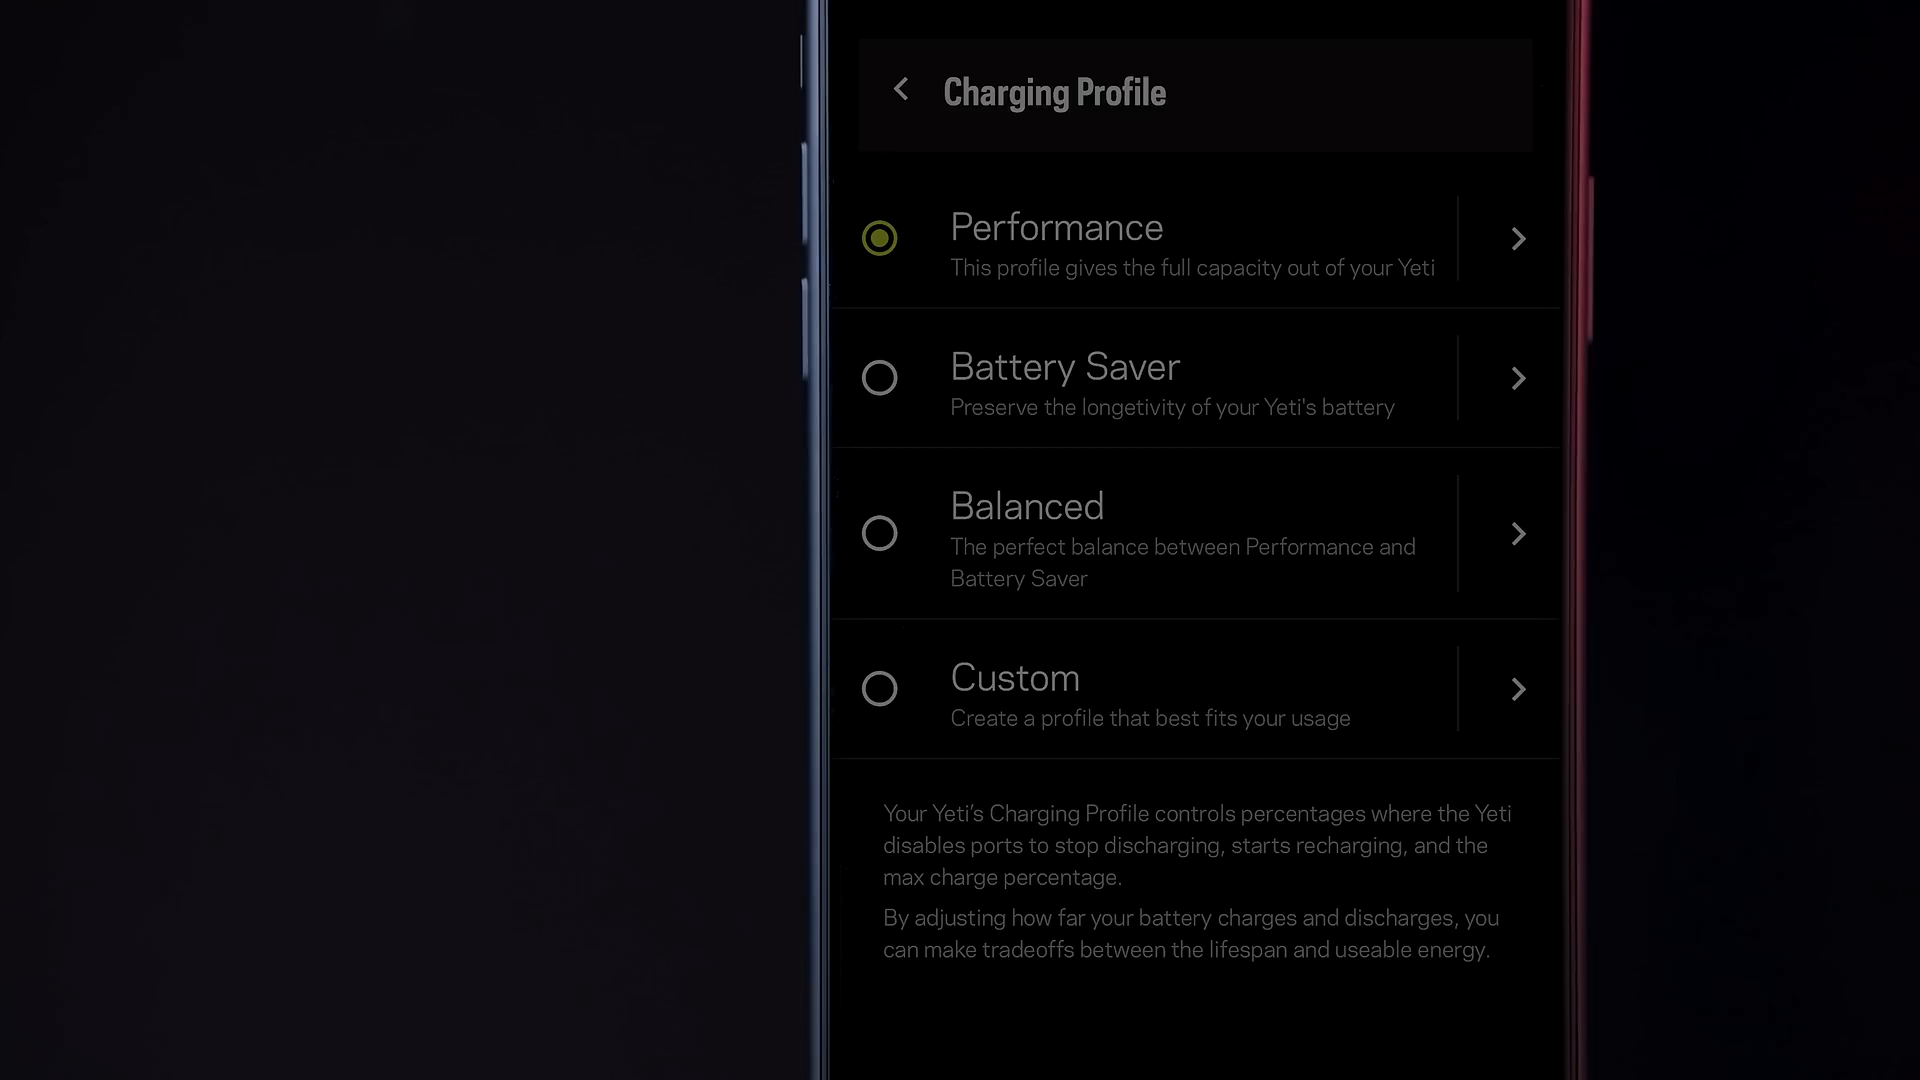 Charging Profile
Performance
This profile gives the full capacity out of your Yeti
Battery Saver
Preserve the longetivity of your Yeti's battery
Balanced
The perfect balance between Performance and
Battery Saver
Custom
Create a profile that best fits your usage
Your Yeti’s Charging Profile controls percentages where the Yeti
disables ports to stop discharging, starts recharging, and the
max charge percentage.
By adjusting how far your battery charges and discharges, you
can make tradeoffs between the lifespan and useable energy.